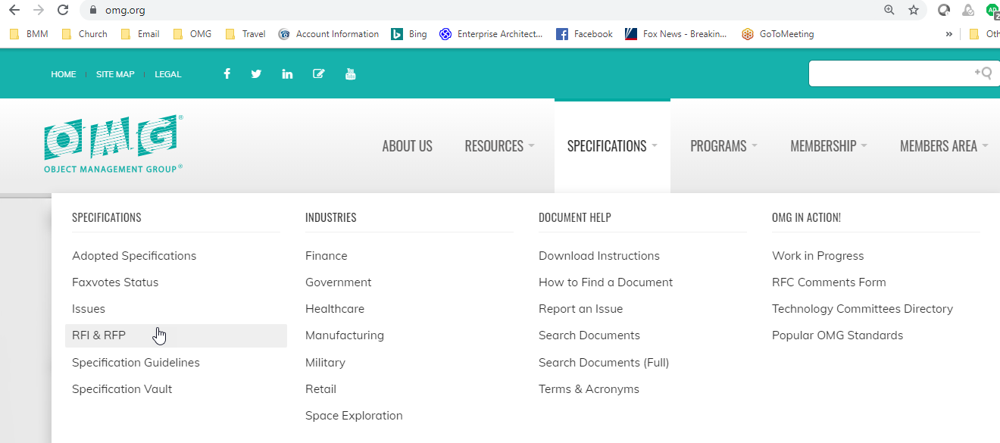 omg.org
BMM Church Email OMG Travel Account Information Bing Enterprise Architect... Facebook Fox News - Breakin... GoToMeeting » Oth
HOME SITE MAP LEGAL
OMG®
OBJECT MANAGEMENT GROUP®
ABOUT US RESOURCES SPECIFICATIONS PROGRAMS MEMBERSHIP MEMBERS AREA
SPECIFICATIONS INDUSTRIES DOCUMENT HELP OMG IN ACTION!
Adopted Specifications Finance Download Instructions Work in Progress
Faxvotes Status Government How to Find a Document RFC Comments Form
Issues Healthcare Report an Issue Technology Committees Directory
RFI & RFP Manufacturing Search Documents Popular OMG Standards
Specification Guidelines Military Search Documents (Full)
Specification Vault Retail Terms & Acronyms
Space Exploration